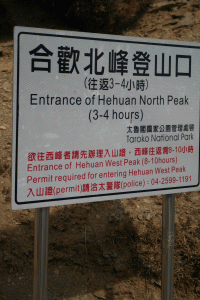 合歡北峰登山口
(往返3-4小時)
Entrance of Hehuan North Peak
(3-4 hours)
太魯閣國家公園管理處
Taroko National Park
欲往西峰者請先辦理入山證，西峰往返需8-10小時
Entrance of Hehuan West Peak (8-10hours)
Permit required for entering Hehuan West Peak
入山證(permit)請洽太警隊(police)：04-2599-1191